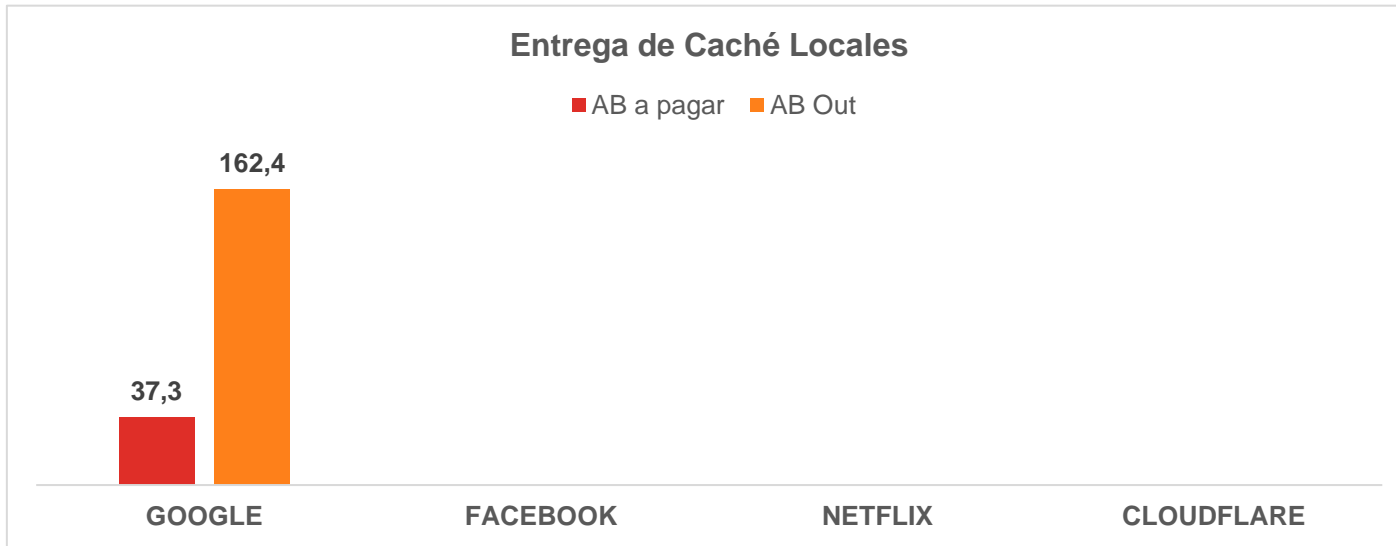 Entrega de Caché Locales
AB a pagar AB Out
162,4
37,3
GOOGLE FACEBOOK NETFLIX CLOUDFLARE